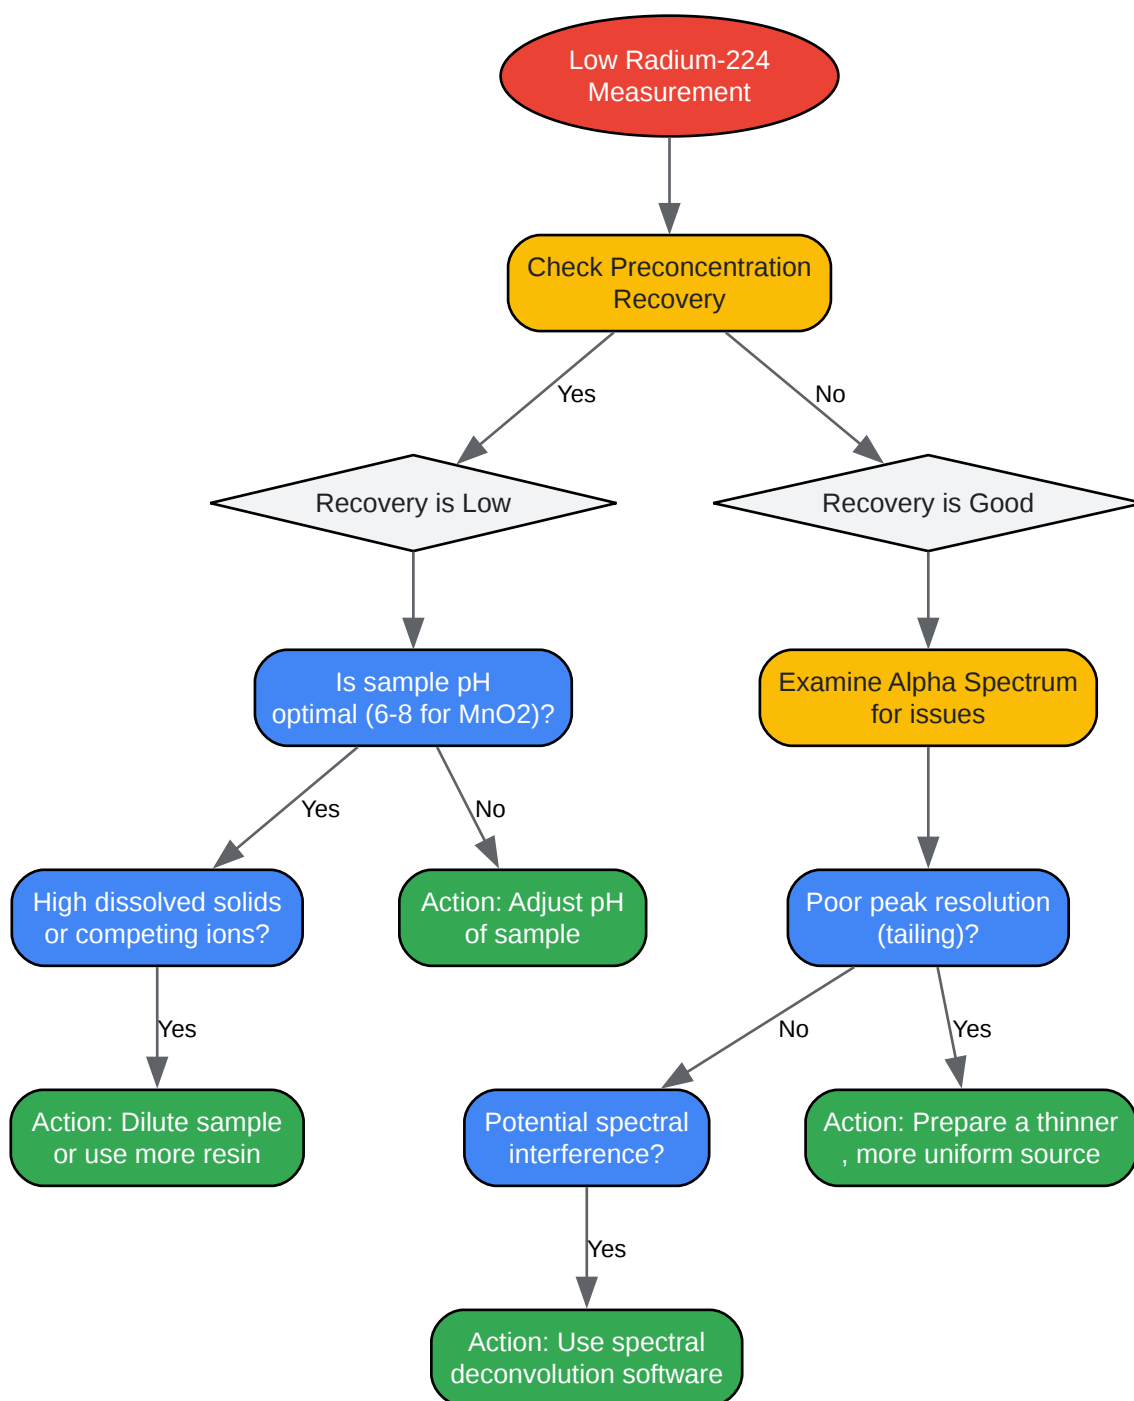 Low Radium-224
Measurement
Check Preconcentration
Recovery
Yes
No
Recovery is Low
Recovery is Good
Is sample pH
optimal (6-8 for MnO2)?
Examine Alpha Spectrum
for issues
Yes
No
High dissolved solids
or competing ions?
Action: Adjust pH
of sample
Poor peak resolution
(tailing)?
Yes
No
Yes
Action: Dilute sample
or use more resin
Potential spectral
interference?
Action: Prepare a thinner
, more uniform source
Yes
Action: Use spectral
deconvolution software